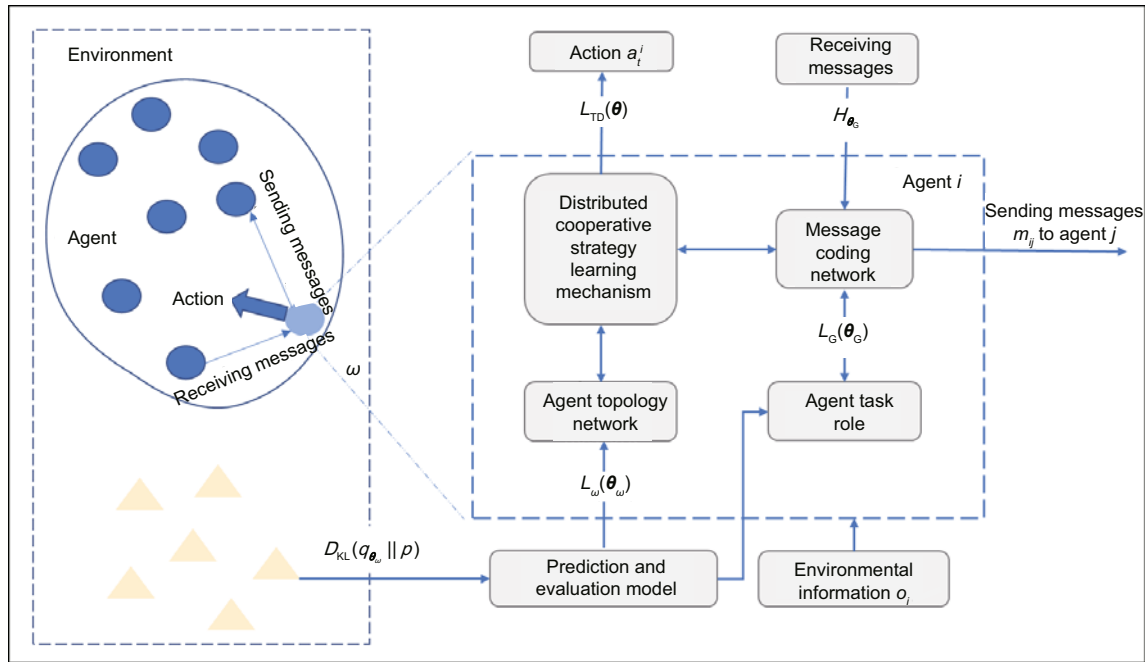 Environment
Agent
Sending messages
Action
Receiving messages
ω
Action a_t^i
Receiving
messages
L_TD(θ)
H_θ_G
Agent i
Distributed
cooperative
strategy
learning
mechanism
Message
coding
network
Sending messages
m_ij to agent j
L_G(θ_G)
Agent topology
network
Agent task
role
L_ω(θ_ω)
D_KL(q_θ_ω || p)
Prediction and
evaluation model
Environmental
information o_i